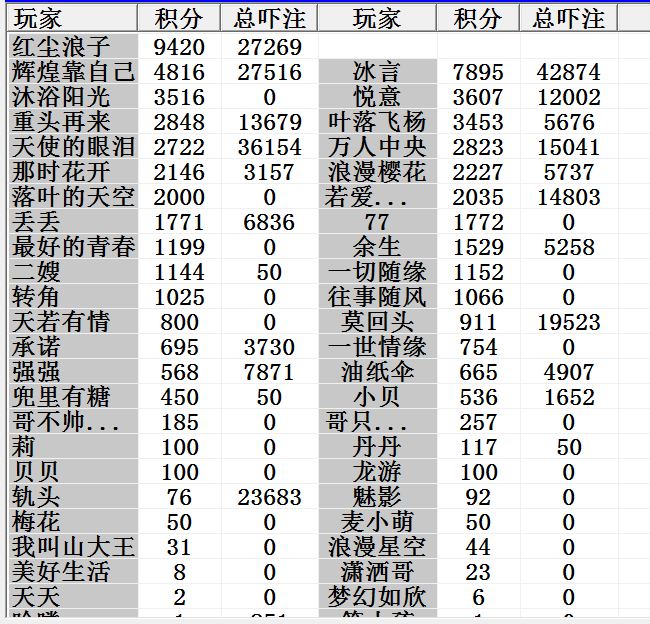 玩家 积分 总吓注 玩家 积分 总吓注
红尘浪子 9420 27269
辉煌靠自己 4816 27516 冰言 7895 42874
沐浴阳光 3516 0 悦意 3607 12002
重头再来 2848 13679 叶落飞杨 3453 5676
天使的眼泪 2722 36154 万人中央 2823 15041
那时花开 2146 3157 浪漫樱花 2227 5737
落叶的天空 2000 0 若爱... 2035 14803
丢丢 1771 6836 77 1772 0
最好的青春 1199 0 余生 1529 5258
二嫂 1144 50 一切随缘 1152 0
转角 1025 0 往事随风 1066 0
天若有情 800 0 莫回头 911 19523
承诺 695 3730 一世情缘 754 0
强强 568 7871 油纸伞 665 4907
兜里有糖 450 50 小贝 536 1652
哥不帅... 185 0 哥只... 257 0
莉 100 0 丹丹 117 50
贝贝 100 0 龙游 100 0
轨头 76 23683 魅影 92 0
梅花 50 0 麦小萌 50 0
我叫山大王 31 0 浪漫星空 44 0
美好生活 8 0 潇洒哥 23 0
天天 2 0 梦幻如欣 6 0